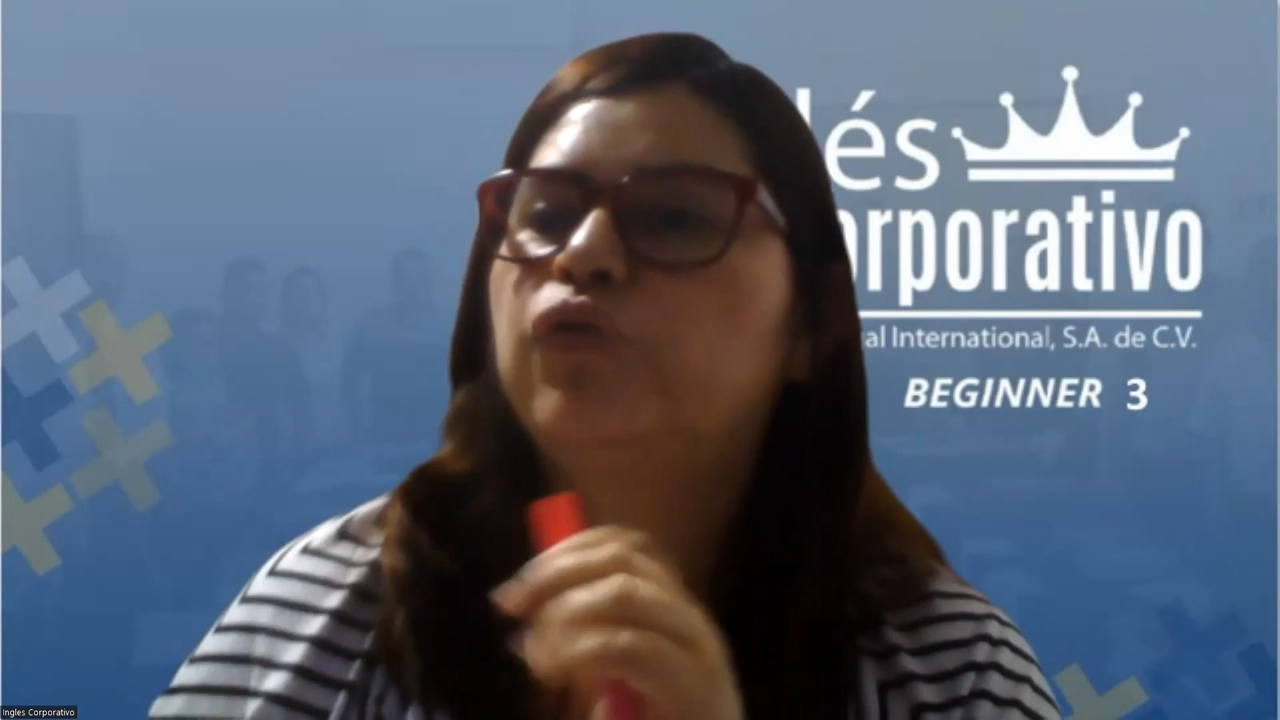 lés
orporativo
al International, S.A. de C.V.
BEGINNER 3
Ingles Corporativo